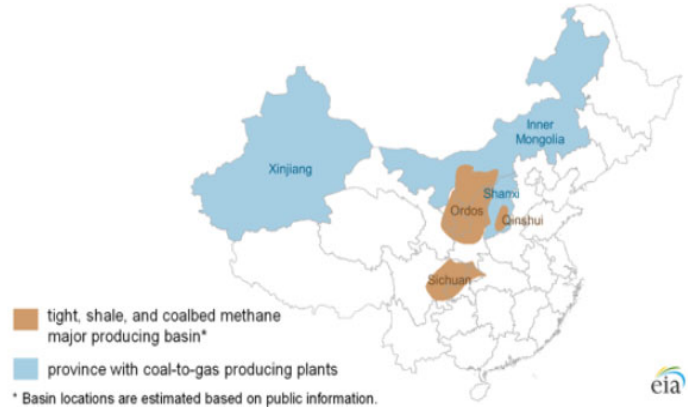 Inner
Mongolia
Xinjiang
Shanxi
Ordos
Qinshui
Sichuan
tight, shale, and coalbed methane
major producing basin*
province with coal-to-gas producing plants
* Basin locations are estimated based on public information.
eia